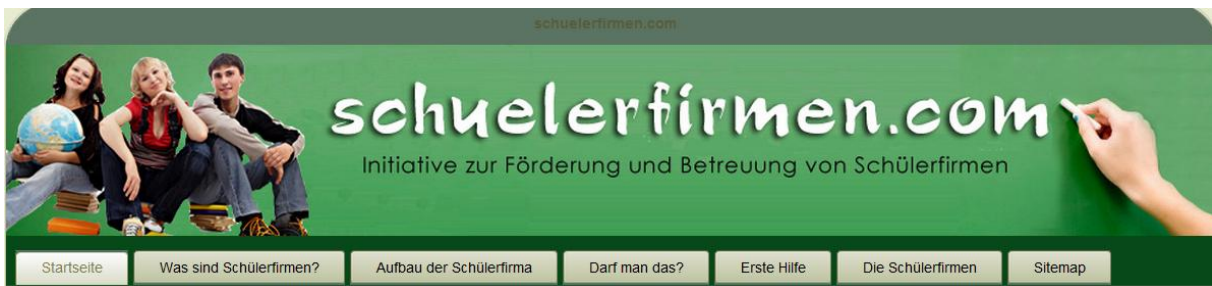 schuelerfirmen.com
schuelerfirmen.com
Initiative zur Förderung und Betreuung von Schülerfirmen
Startseite Was sind Schülerfirmen? Aufbau der Schülerfirma Darf man das? Erste Hilfe Die Schülerfirmen Sitemap